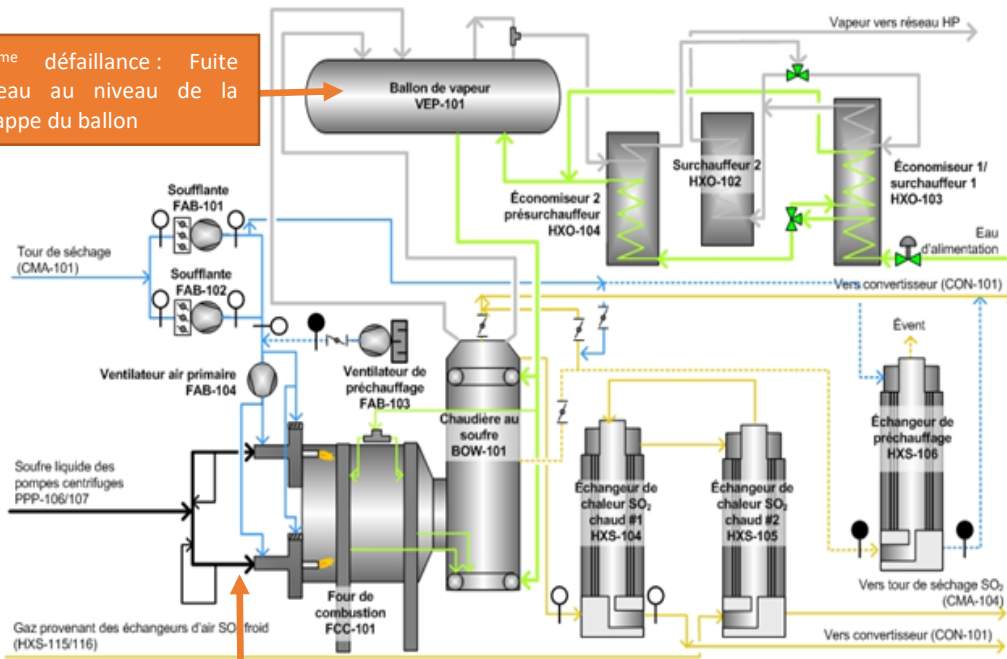 Vapeur vers réseau HP
ème défaillance : Fuite
eau au niveau de la
appe du ballon
Ballon de vapeur
VEP-101
Surchauffeur 2
HXO-102
Économiseur 1/
surchauffeur 1
HXO-103
Économiseur 2
présurchauffeur
HXO-104
Soufflante
FAB-101
Tour de séchage
(CMA-101)
Soufflante
FAB-102
Eau
d'alimentation
Vers convertisseur (CON-101)
Évent
Ventilateur air primaire
FAB-104
Ventilateur de
préchauffage
FAB-103
Chaudière au
soufre
BOW-101
Échangeur de
préchauffage
HXS-106
Soufre liquide des
pompes centrifuges
PPP-106/107
Échangeur de
chaleur SO₂
chaud #1
HXS-104
Échangeur de
chaleur SO₂
chaud #2
HXS-105
Four de
combustion
FCC-101
Vers tour de séchage SO₂
(CMA-104)
Gaz provenant des échangeurs d'air SO froid
(HXS-115/116)
Vers convertisseur (CON-101)